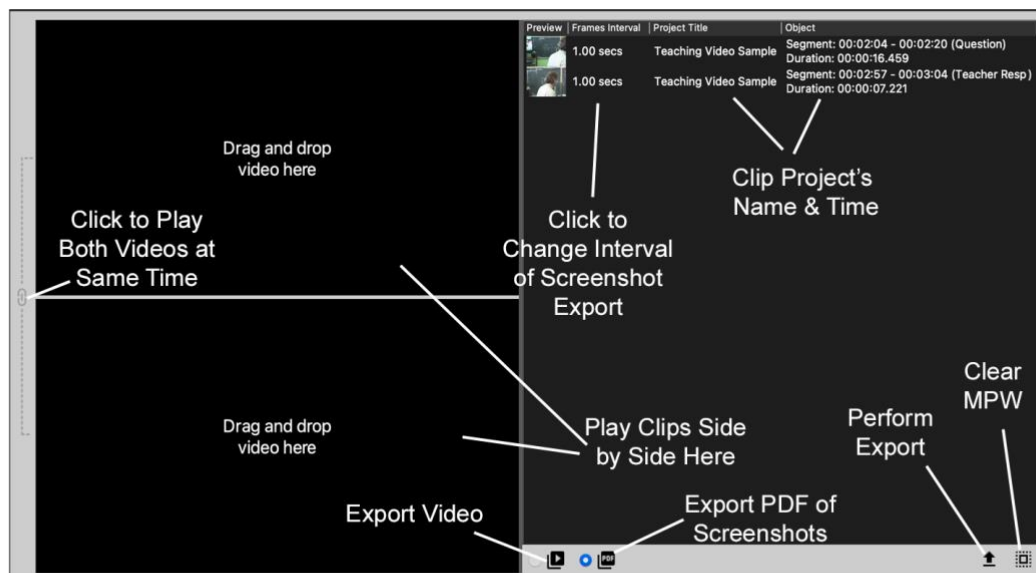 Preview Frames Interval Project Title Object
1.00 secs Teaching Video Sample Segment: 00:02:04 - 00:02:20 (Question)
Duration: 00:00:16.459
1.00 secs Teaching Video Sample Segment: 00:02:57 - 00:03:04 (Teacher Resp)
Duration: 00:00:07.221
Drag and drop
video here
Click to Play
Both Videos at
Same Time
Click to
Change Interval
of Screenshot
Export
Clip Project's
Name & Time
Drag and drop
video here
Play Clips Side
by Side Here
Clear
MPW
Perform
Export
Export Video
Export PDF of
Screenshots
PDF